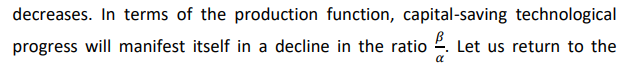 decreases. In terms of the production function, capital-saving technological
progress will manifest itself in a decline in the ratio β/α. Let us return to the